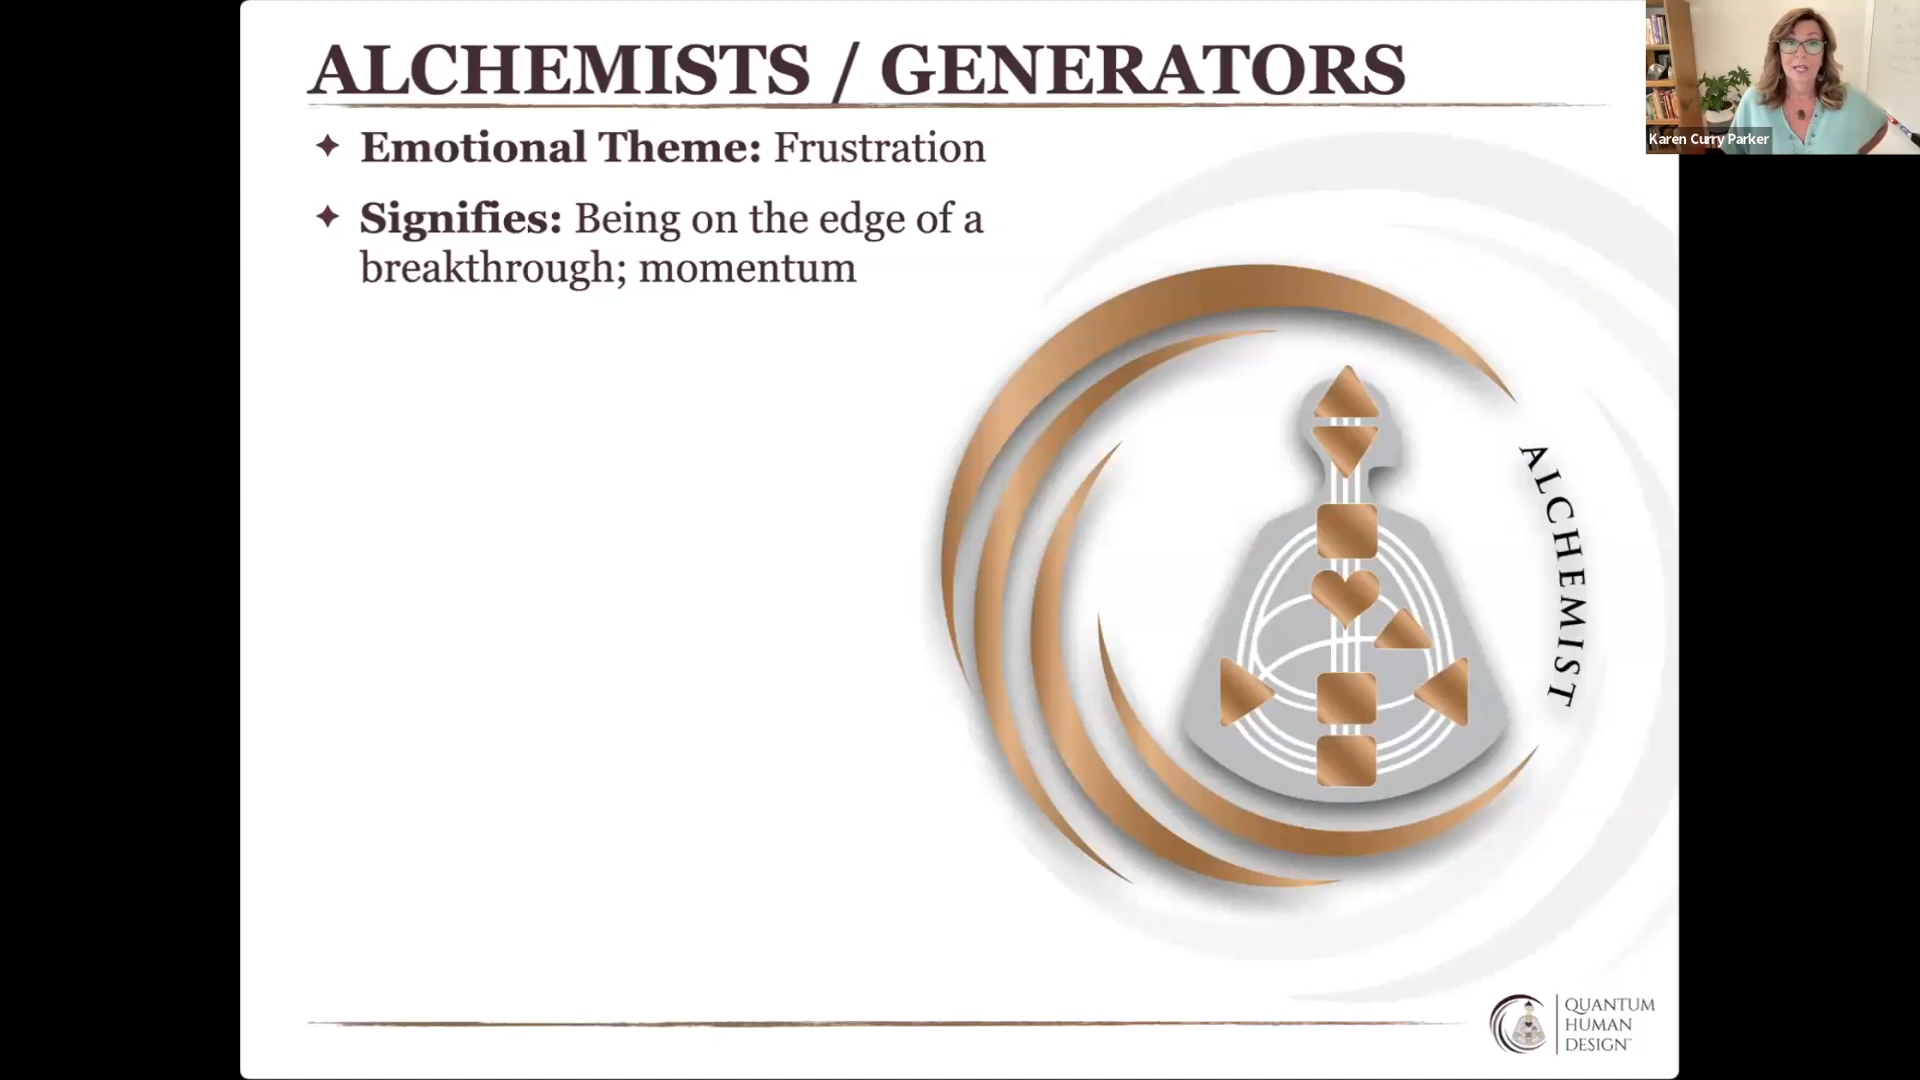 ALCHEMISTS / GENERATORS
✦ Emotional Theme: Frustration
✦ Signifies: Being on the edge of a
breakthrough; momentum
ALCHEMIST
Karen Curry Parker
QUANTUM
HUMAN
DESIGN™